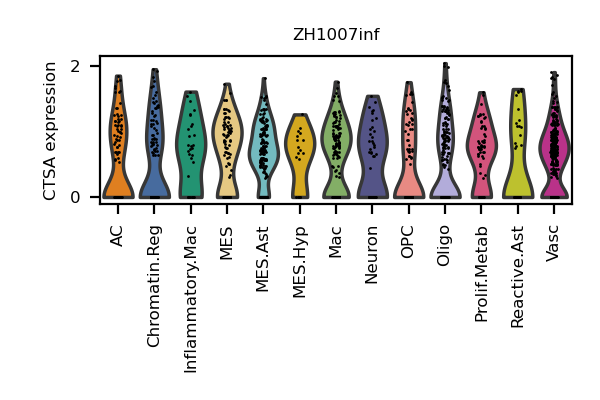 ZH1007inf
CTSA expression
2
0
AC
Chromatin.Reg
Inflammatory.Mac
MES
MES.Ast
MES.Hyp
Mac
Neuron
OPC
Oligo
Prolif.Metab
Reactive.Ast
Vasc